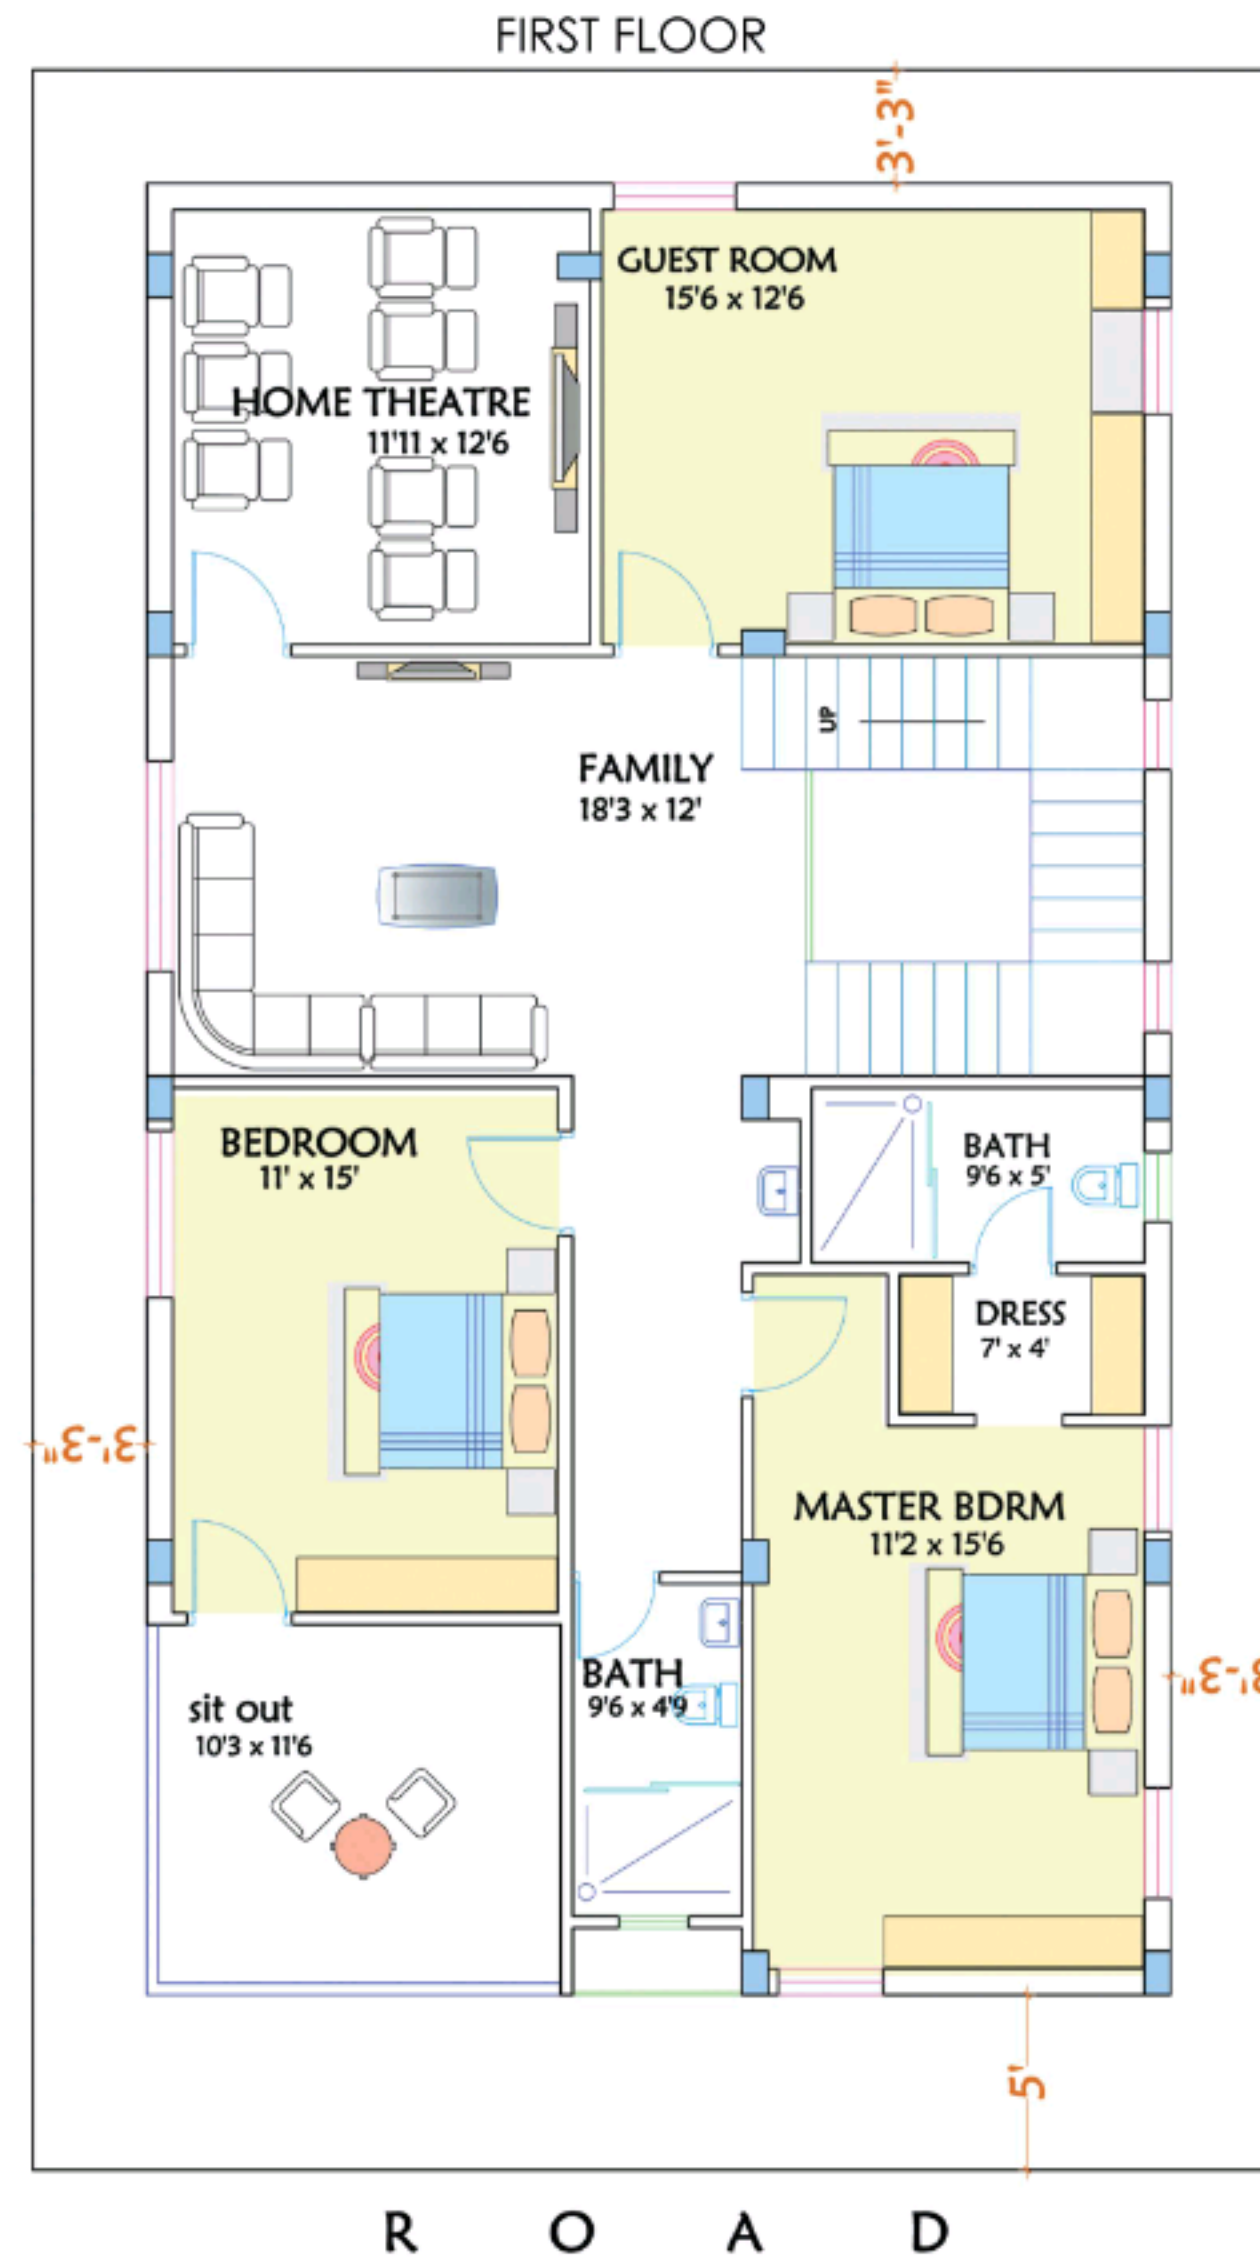 FIRST FLOOR
3'-3"
GUEST ROOM
15'6 x 12'6
HOME THEATRE
11'11 x 12'6
UP
FAMILY
18'3 x 12'
BEDROOM
11' x 15'
BATH
9'6 x 5'
DRESS
7' x 4'
3'-3"
MASTER BDRM
11'2 x 15'6
BATH
9'6 x 4'9
3'-3"
sit out
10'3 x 11'6
5'
R O A D